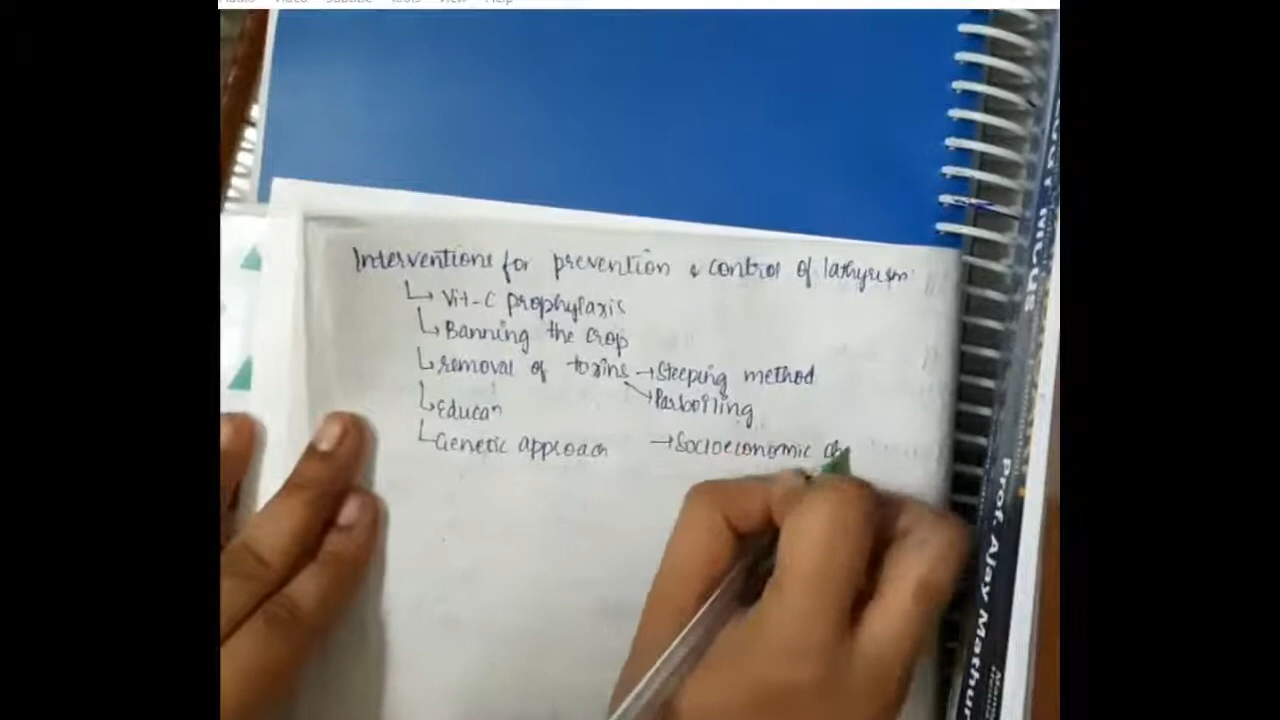 Interventions for prevention & control of lathyrism
Vit-C prophylaxis
Banning the crop
removal of toxins → Steeping method
Parboiling
Educan
Genetic approach → Socioeconomic ch
Prof. Ajay Mathur